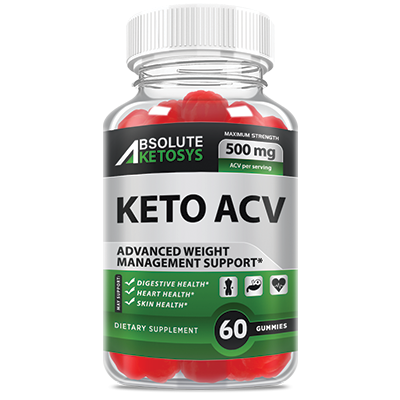 ABSOLUTE
KETOSYS
MAXIMUM STRENGTH
500 mg
ACV per serving
KETO ACV
ADVANCED WEIGHT
MANAGEMENT SUPPORT*
MAY SUPPORT:
DIGESTIVE HEALTH*
HEART HEALTH*
SKIN HEALTH*
DIETARY SUPPLEMENT
60 GUMMIES